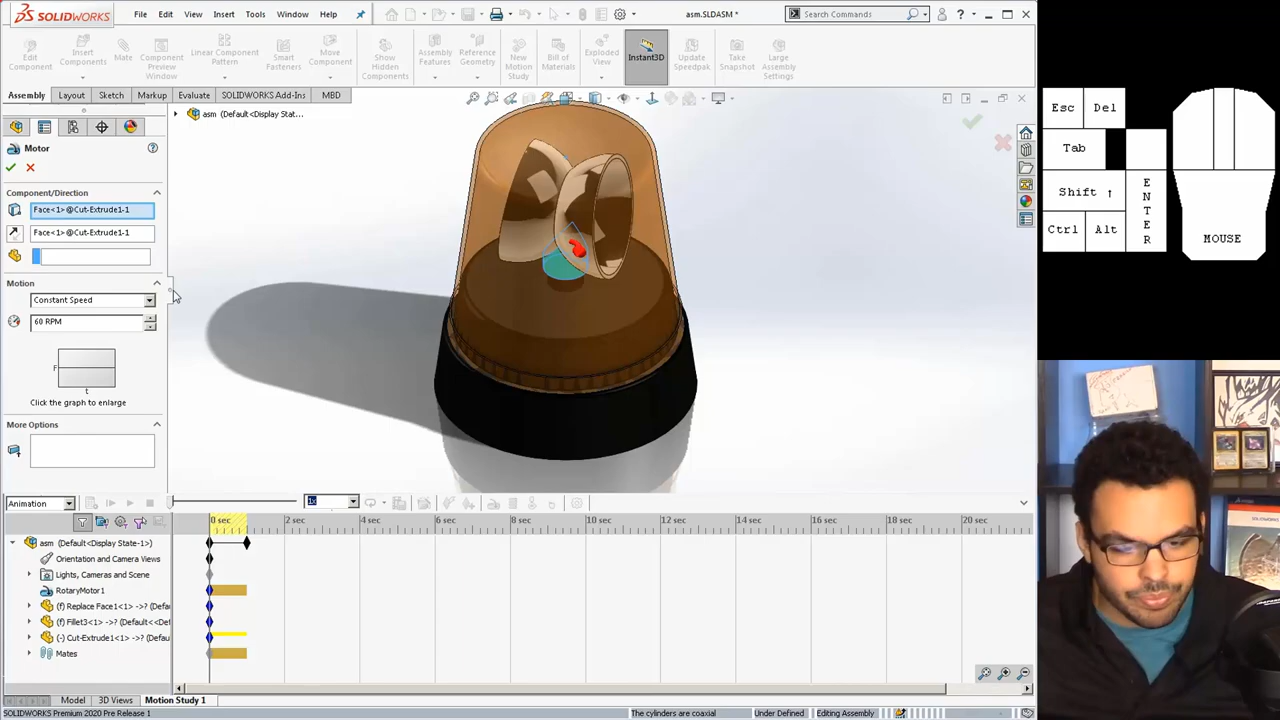 SOLIDWORKS
File Edit View Insert Tools Window Help
asm.SLDASM *
Search Commands
Edit Component
Insert Components
Mate
Component Preview Window
Linear Component Pattern
Smart Fasteners
Move Component
Show Hidden Components
Assembly Features
Reference Geometry
New Motion Study
Bill of Materials
Exploded View
Instant3D
Update Speedpak
Take Snapshot
Large Assembly Settings
Assembly Layout Sketch Markup Evaluate SOLIDWORKS Add-Ins MBD
asm (Default<Display Stat...
Motor
Component/Direction
Face<1>@Cut-Extrude1-1
Face<1>@Cut-Extrude1-1
Motion
Constant Speed
60 RPM
F
t
Click the graph to enlarge
More Options
Animation
1x
0 sec 2 sec 4 sec 6 sec 8 sec 10 sec 12 sec 14 sec 16 sec 18 sec 20 sec
asm (Default<Display State-1>)
Orientation and Camera Views
Lights, Cameras and Scene
RotaryMotor1
(f) Replace Face1<1> ->? (Defau
(f) Fillet3<1> ->? (Default<<Def
(-) Cut-Extrude1<1> ->? (Defau
Mates
Model 3D Views Motion Study 1
SOLIDWORKS Premium 2020 Pre Release 1
The cylinders are coaxial Under Defined Editing Assembly
Esc Del
Tab
Shift ↑
Ctrl Alt
ENTER
MOUSE